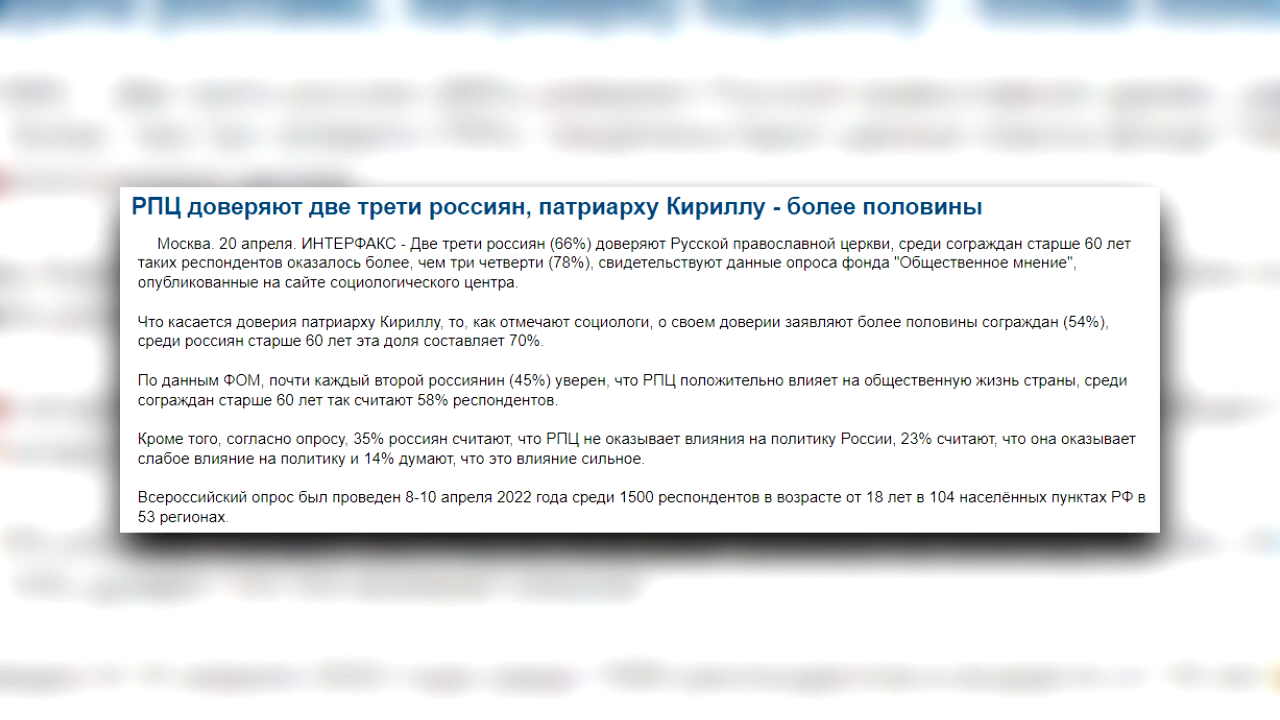 РПЦ доверяют две трети россиян, патриарху Кириллу - более половины
Москва. 20 апреля. ИНТЕРФАКС - Две трети россиян (66%) доверяют Русской православной церкви, среди сограждан старше 60 лет
таких респондентов оказалось более, чем три четверти (78%), свидетельствуют данные опроса фонда "Общественное мнение",
опубликованные на сайте социологического центра.
Что касается доверия патриарху Кириллу, то, как отмечают социологи, о своем доверии заявляют более половины сограждан (54%),
среди россиян старше 60 лет эта доля составляет 70%.
По данным ФОМ, почти каждый второй россиянин (45%) уверен, что РПЦ положительно влияет на общественную жизнь страны, среди
сограждан старше 60 лет так считают 58% респондентов.
Кроме того, согласно опросу, 35% россиян считают, что РПЦ не оказывает влияния на политику России, 23% считают, что она оказывает
слабое влияние на политику и 14% думают, что это влияние сильное.
Всероссийский опрос был проведен 8-10 апреля 2022 года среди 1500 респондентов в возрасте от 18 лет в 104 населённых пунктах РФ в
53 регионах.